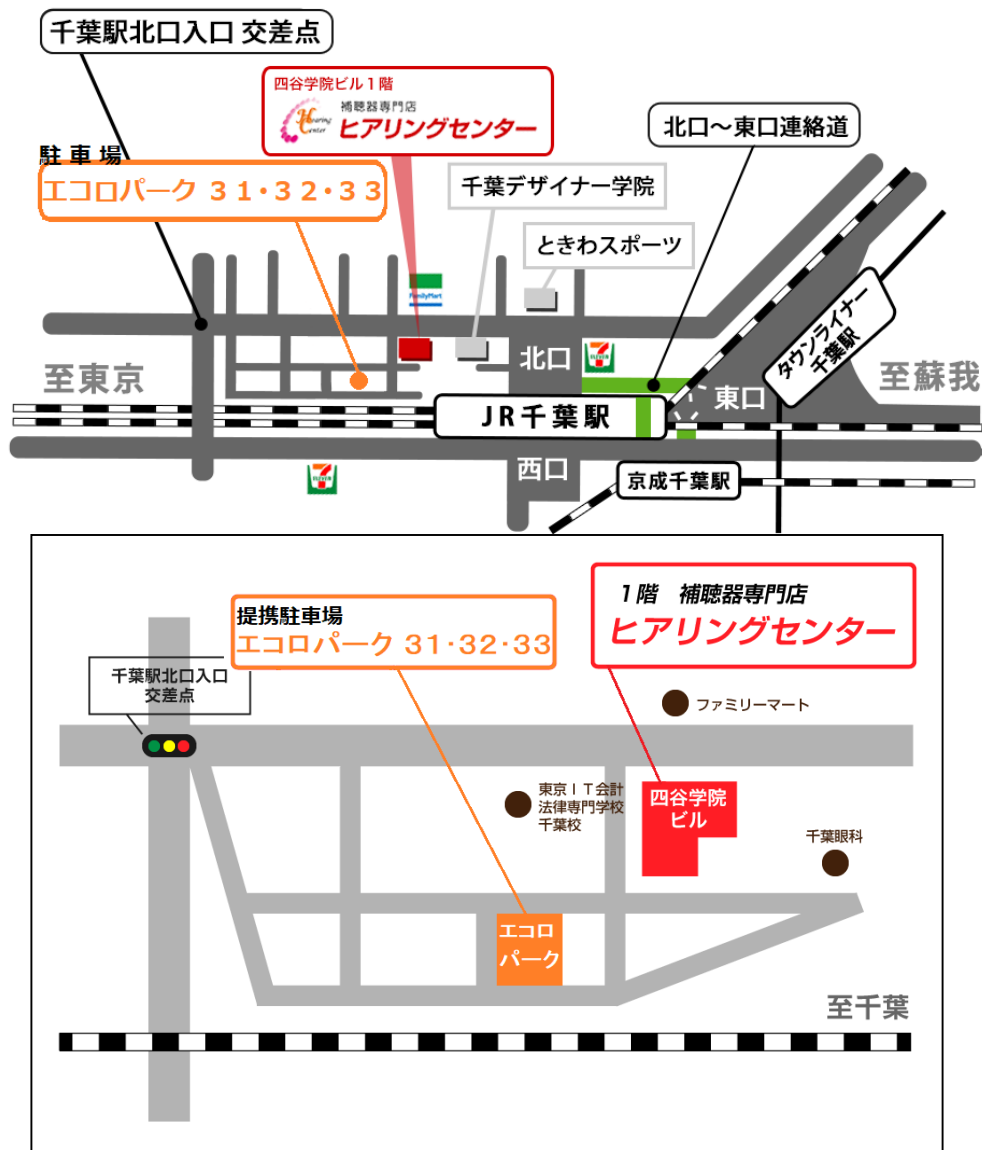 千葉駅北口入口 交差点
四谷学院ビル1階
Hearing Center
補聴器専門店
ヒアリングセンター
北口～東口連絡道
駐 車 場
エコロパーク 31・32・33
千葉デザイナー学院
ときわスポーツ
FamilyMart
タウンライナー
千葉駅
北口
7 ELEVEN
至東京
至蘇我
東口
JR千葉駅
西口
7 ELEVEN
京成千葉駅
1階 補聴器専門店
ヒアリングセンター
提携駐車場
エコロパーク 31・32・33
千葉駅北口入口
交差点
ファミリーマート
東京IT会計
法律専門学校
千葉校
四谷学院
ビル
千葉眼科
エコロ
パーク
至千葉